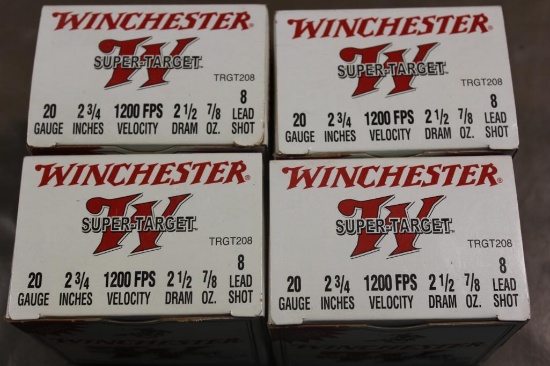 WINCHESTER®
W
SUPER-TARGET™
TRGT208
20 GAUGE 2 3/4 INCHES 1200 FPS VELOCITY 2 1/2 DRAM 7/8 OZ. 8 LEAD SHOT
WINCHESTER®
W
SUPER-TARGET™
TRGT208
20 GAUGE 2 3/4 INCHES 1200 FPS VELOCITY 2 1/2 DRAM 7/8 OZ. 8 LEAD SHOT
WINCHESTER®
W
SUPER-TARGET™
TRGT208
20 GAUGE 2 3/4 INCHES 1200 FPS VELOCITY 2 1/2 DRAM 7/8 OZ. 8 LEAD SHOT
WINCHESTER®
W
SUPER-TARGET™
TRGT208
20 GAUGE 2 3/4 INCHES 1200 FPS VELOCITY 2 1/2 DRAM 7/8 OZ. 8 LEAD SHOT